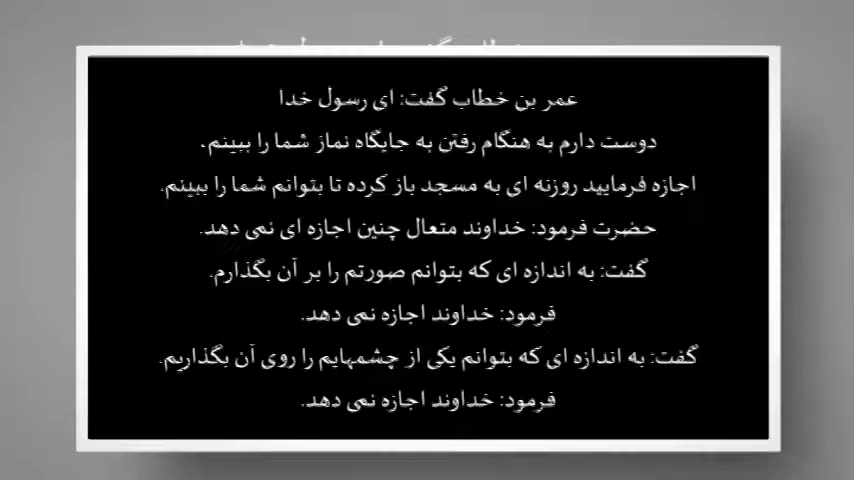 عمر بن خطاب گفت: ای رسول خدا
دوست دارم به هنگام رفتن به جایگاه نماز شما را ببینم،
اجازه فرمایید روزنه ای به مسجد باز کرده تا بتوانم شما را ببینم.
حضرت فرمود: خداوند متعال چنین اجازه ای نمی دهد.
گفت: به اندازه ای که بتوانم صورتم را بر آن بگذارم.
فرمود: خداوند اجازه نمی دهد.
گفت: به اندازه ای که بتوانم یکی از چشمهایم را روی آن بگذاریم.
فرمود: خداوند اجازه نمی دهد.